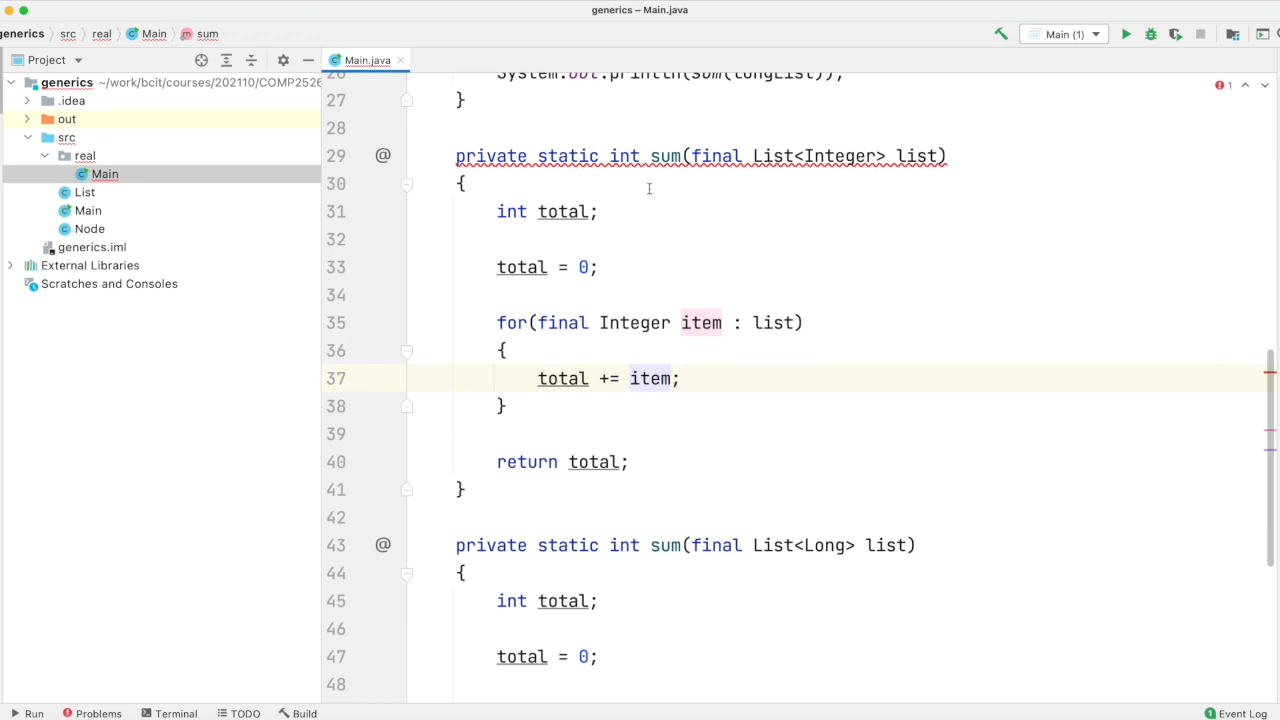 generics – Main.java
generics src real Main sum
Main (1)
Project
Main.java
generics ~/work/bcit/courses/202110/COMP2526
.idea
out
src
real
Main
List
Main
Node
generics.iml
External Libraries
Scratches and Consoles
1
26 System.out.println(sum(longList));
27 }
28
29 @ private static int sum(final List<Integer> list)
30 {
31 int total;
32
33 total = 0;
34
35 for(final Integer item : list)
36 {
37 total += item;
38 }
39
40 return total;
41 }
42
43 @ private static int sum(final List<Long> list)
44 {
45 int total;
46
47 total = 0;
48
Run Problems Terminal TODO Build
1 Event Log